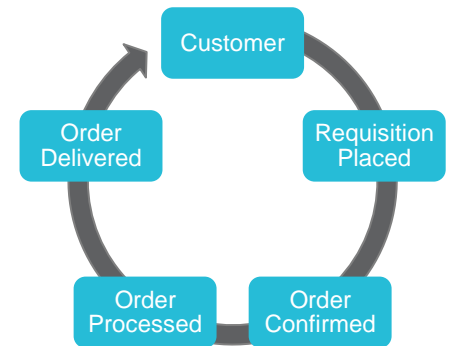 Customer
Requisition
Placed
Order
Confirmed
Order
Processed
Order
Delivered